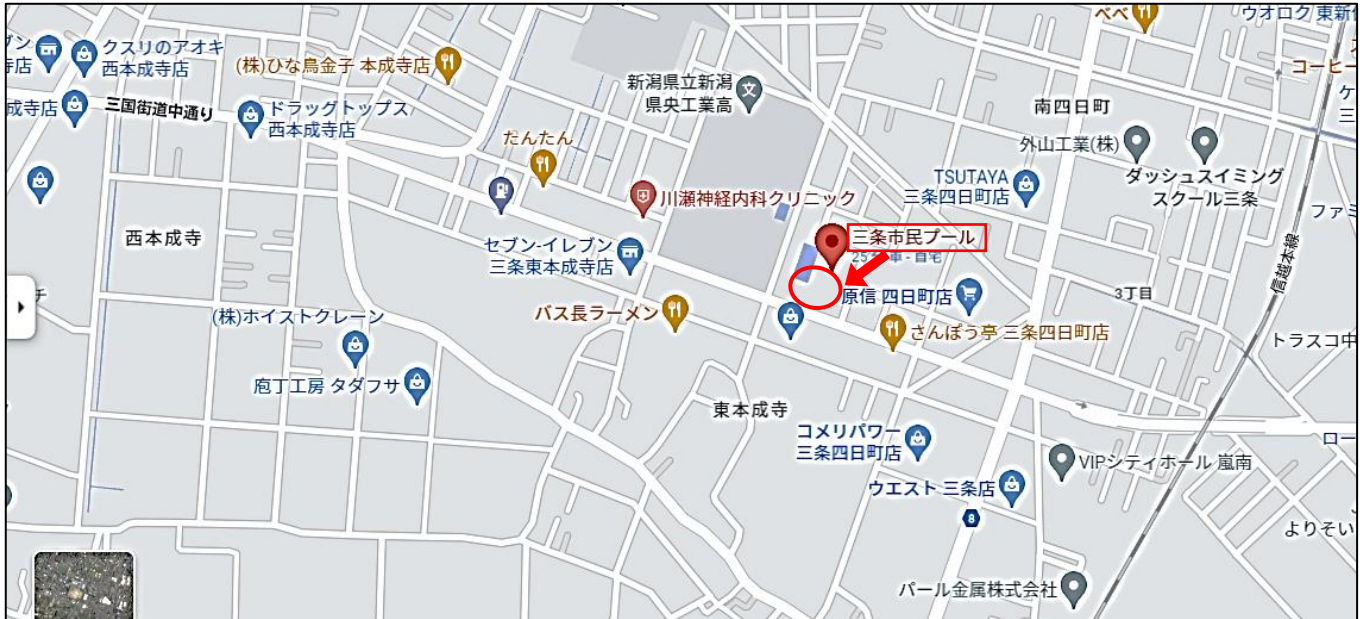 べべ
ウオロク 東新
クスリのアオキ
西本成寺店
(株)ひな鳥金子 本成寺店
新潟県立新潟
県央工業高
文
コーヒー
成寺店
三国街道中通り
ドラッグトップス
西本成寺店
南四日町
外山工業(株)
たんたん
TSUTAYA
三条四日町店
ダッシュスイミング
スクール三条
川瀬神経内科クリニック
ファミ
西本成寺
三条市民プール
セブン-イレブン
三条東本成寺店
信越本線
原信 四日町店
3丁目
(株)ホイストクレーン
バス長ラーメン
さんぽう亭 三条四日町店
トラスコ中
庖丁工房 タダフサ
東本成寺
コメリパワー
三条四日町店
ロー
VIPシティホール 嵐南
ウエスト 三条店
8
よりそい
パール金属株式会社